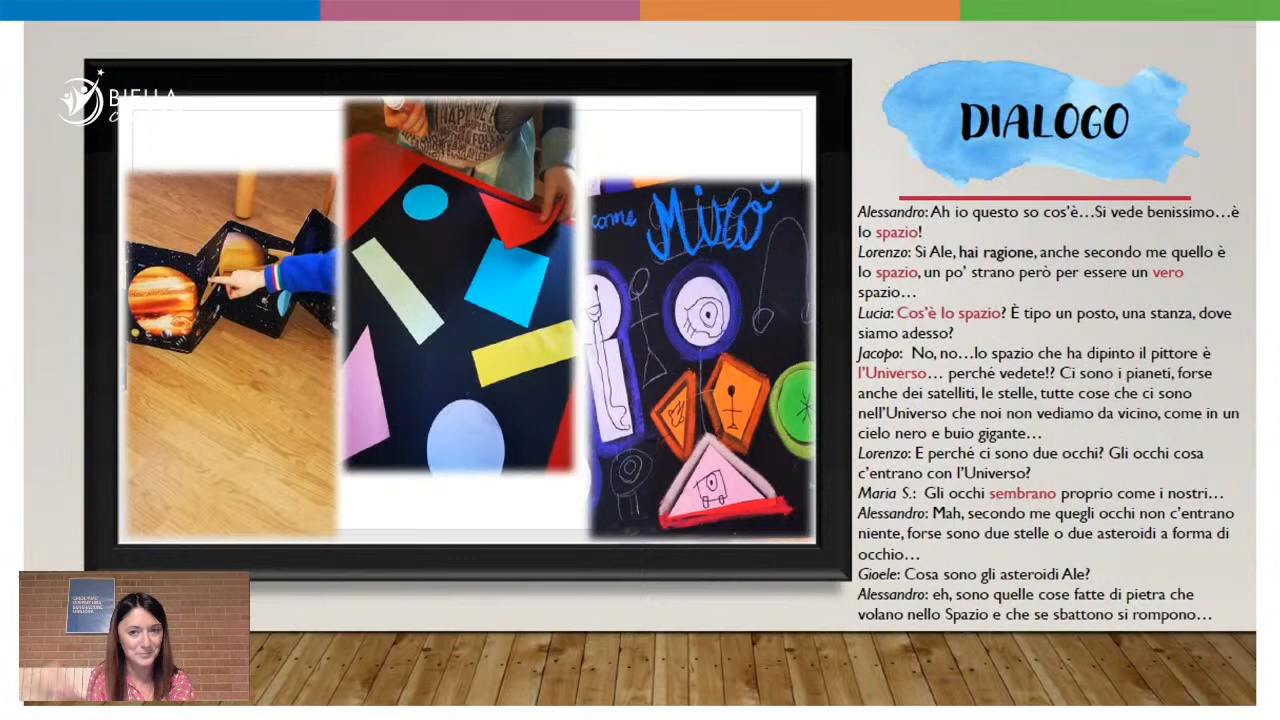 BIELLA
DIALOGO
come
Mirò
Alessandro: Ah io questo so cos'è…Si vede benissimo…è
lo spazio!
Lorenzo: Si Ale, hai ragione, anche secondo me quello è
lo spazio, un po' strano però per essere un vero
spazio…
Lucia: Cos'è lo spazio? È tipo un posto, una stanza, dove
siamo adesso?
Jacopo: No, no…lo spazio che ha dipinto il pittore è
l'Universo… perché vedete!? Ci sono i pianeti, forse
anche dei satelliti, le stelle, tutte cose che ci sono
nell'Universo che noi non vediamo da vicino, come in un
cielo nero e buio gigante…
Lorenzo: E perché ci sono due occhi? Gli occhi cosa
c'entrano con l'Universo?
Maria S.: Gli occhi sembrano proprio come i nostri…
Alessandro: Mah, secondo me quegli occhi non c'entrano
niente, forse sono due stelle o due asteroidi a forma di
occhio…
Gioele: Cosa sono gli asteroidi Ale?
Alessandro: eh, sono quelle cose fatte di pietra che
volano nello Spazio e che se sbattono si rompono…